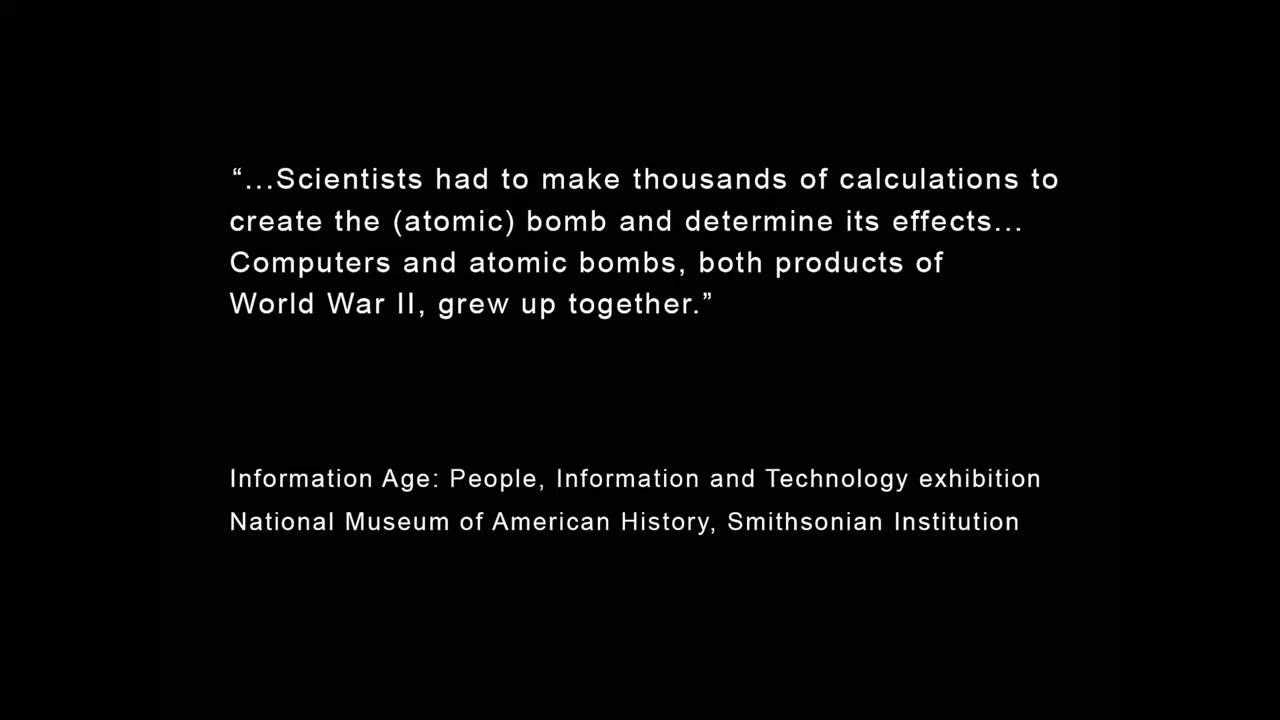 “...Scientists had to make thousands of calculations to
create the (atomic) bomb and determine its effects...
Computers and atomic bombs, both products of
World War II, grew up together.”
Information Age: People, Information and Technology exhibition
National Museum of American History, Smithsonian Institution